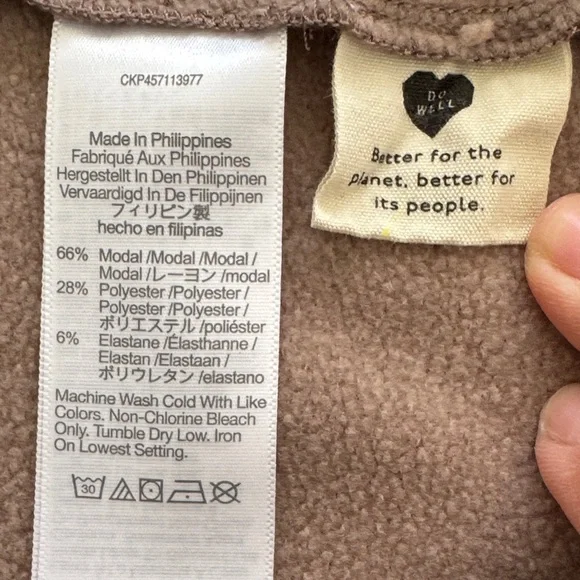 CKP457113977
Made In Philippines
Fabriqué Aux Philippines
Hergestellt In Den Philippinen
Vervaardigd In De Filippijnen
フィリピン製
hecho en filipinas
66% Modal /Modal /Modal /
Modal /レーヨン /modal
28% Polyester /Polyester /
Polyester /Polyester /
ポリエステル /poliéster
6% Elastane /Élasthanne /
Elastan /Elastaan /
ポリウレタン /elastano
Machine Wash Cold With Like
Colors. Non-Chlorine Bleach
Only. Tumble Dry Low. Iron
On Lowest Setting.
30
DO
WELL
Better for the
planet, better for
its people.